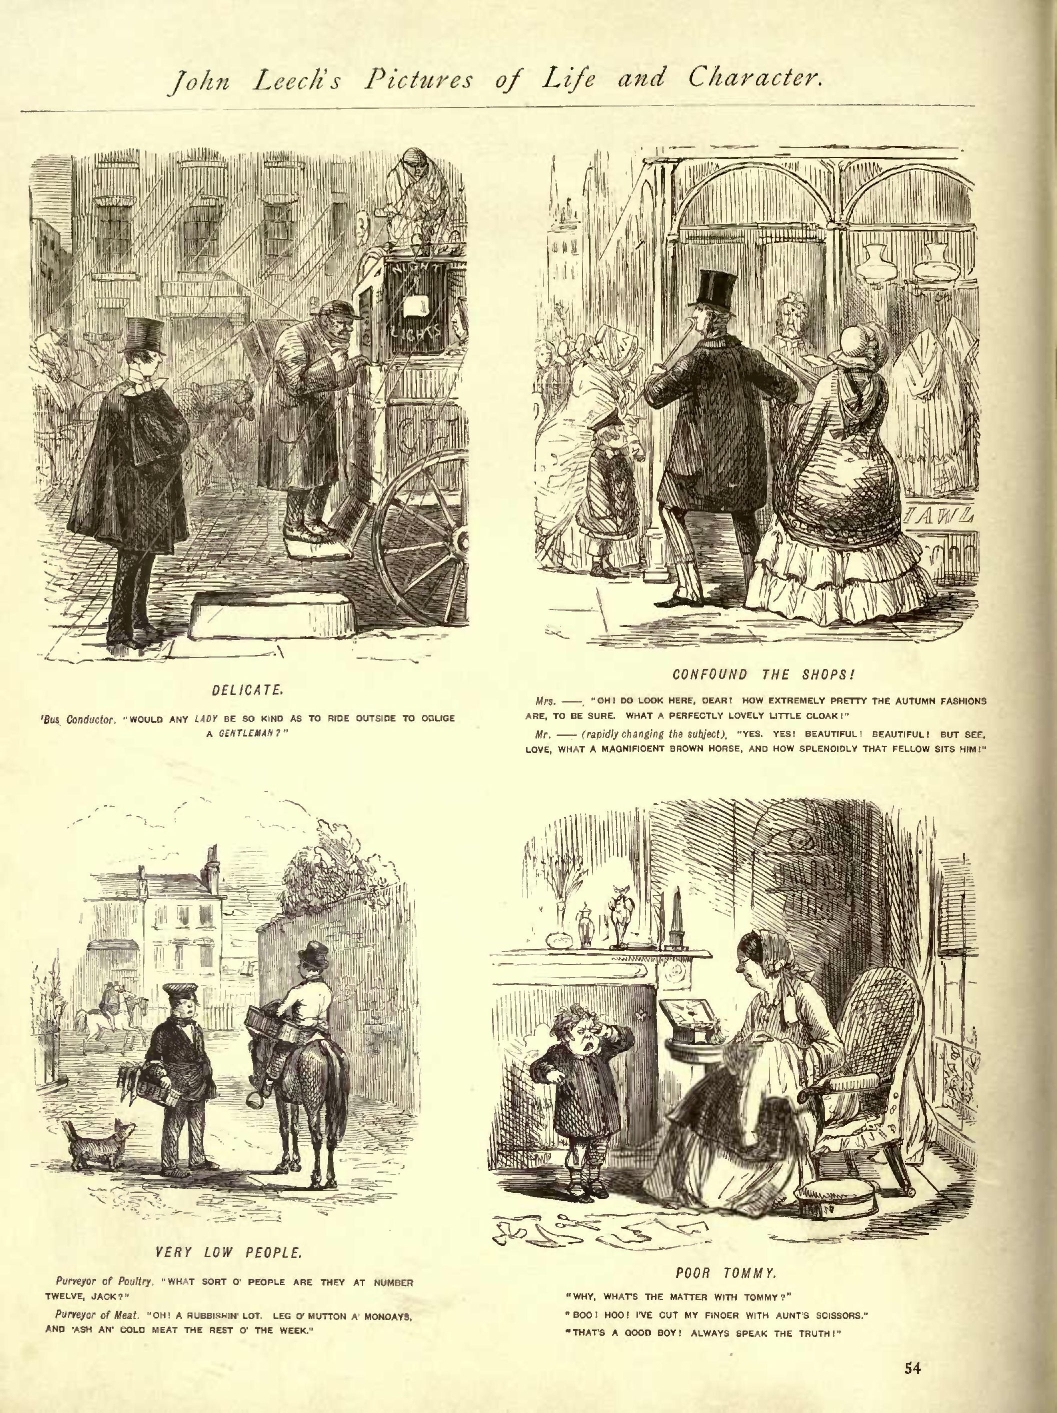 John Leech's Pictures of Life and Character.
NIGHT
LIGHTS
DELICATE.
'Bus Conductor. "WOULD ANY LADY BE SO KIND AS TO RIDE OUTSIDE TO OBLIGE
A GENTLEMAN?"
CONFOUND THE SHOPS!
Mrs. ——. "OH! DO LOOK HERE, DEAR! HOW EXTREMELY PRETTY THE AUTUMN FASHIONS
ARE, TO BE SURE. WHAT A PERFECTLY LOVELY LITTLE CLOAK!"
Mr. —— (rapidly changing the subject). "YES. YES! BEAUTIFUL! BEAUTIFUL! BUT SEE,
LOVE, WHAT A MAGNIFICENT BROWN HORSE, AND HOW SPLENDIDLY THAT FELLOW SITS HIM!"
VERY LOW PEOPLE.
Purveyor of Poultry. "WHAT SORT O' PEOPLE ARE THEY AT NUMBER
TWELVE, JACK?"
Purveyor of Meat. "OH! A RUBBISHIN' LOT. LEG O' MUTTON A' MONDAYS,
AND 'ASH AN' COLD MEAT THE REST O' THE WEEK."
POOR TOMMY.
"WHY, WHAT'S THE MATTER WITH TOMMY?"
"BOO! HOO! I'VE CUT MY FINGER WITH AUNT'S SCISSORS."
"THAT'S A GOOD BOY! ALWAYS SPEAK THE TRUTH!"
54